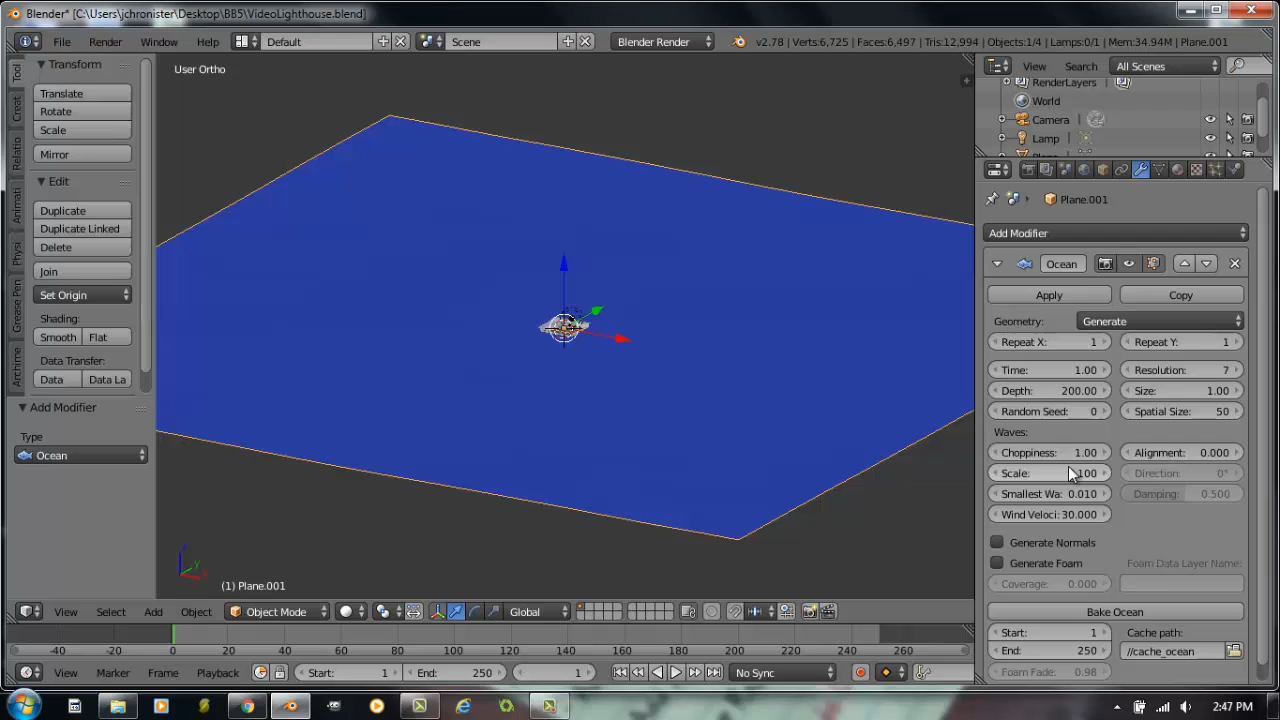 Blender* [C:\Users\jchronister\Desktop\BB5\VideoLighthouse.blend]
File Render Window Help Default Scene Blender Render v2.78 | Verts:6,725 | Faces:6,497 | Tris:12,994 | Objects:1/4 | Lamps:0/1 | Mem:34.94M | Plane.001
View Search All Scenes
RenderLayers
World
Camera
Lamp
Plane.001
Add Modifier
Ocean
Apply Copy
Geometry: Generate
Repeat X: 1 Repeat Y: 1
Time: 1.00 Resolution: 7
Depth: 200.00 Size: 1.00
Random Seed: 0 Spatial Size: 50
Waves:
Choppiness: 1.00 Alignment: 0.000
Scale: 100 Direction: 0°
Smallest Wa: 0.010 Damping: 0.500
Wind Veloci: 30.000
Generate Normals
Generate Foam Foam Data Layer Name:
Coverage: 0.000
Bake Ocean
Start: 1 Cache path:
End: 250 //cache_ocean
Foam Fade: 0.98
Tool
Creat
Relatio
Animati
Physi
Grease Pen
Archime
Transform
Translate
Rotate
Scale
Mirror
Edit
Duplicate
Duplicate Linked
Delete
Join
Set Origin
Shading:
Smooth Flat
Data Transfer:
Data Data La
Add Modifier
Type
Ocean
User Ortho
(1) Plane.001
View Select Add Object Object Mode Global
-40 -20 0 20 40 60 80 100 120 140 160 180 200 220 240 260
View Marker Frame Playback Start: 1 End: 250 1 No Sync
2:47 PM